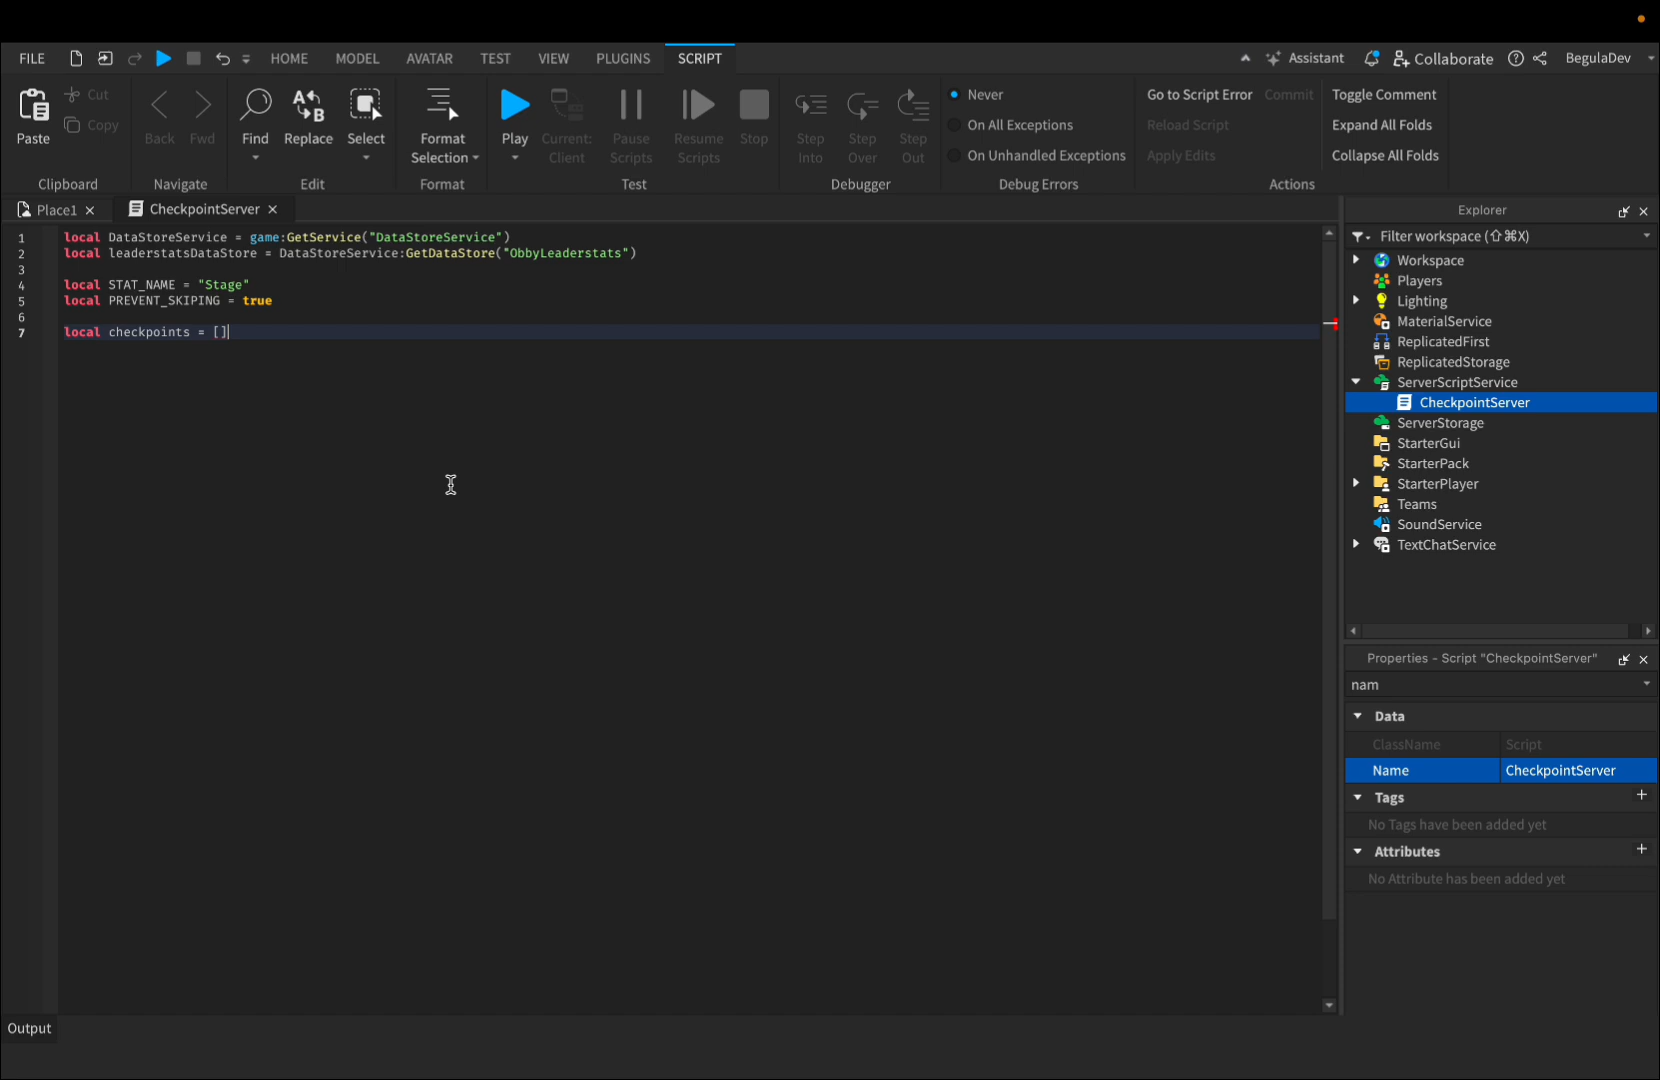 FILE HOME MODEL AVATAR TEST VIEW PLUGINS SCRIPT Assistant Collaborate BegulaDev
Paste Cut Copy Back Fwd Find Replace Select Format Selection Play Current: Client Pause Scripts Resume Scripts Stop Step Into Step Over Step Out
Never Go to Script Error Commit Toggle Comment
On All Exceptions Reload Script Expand All Folds
On Unhandled Exceptions Apply Edits Collapse All Folds
Clipboard Navigate Edit Format Test Debugger Debug Errors Actions
Place1 CheckpointServer
1 local DataStoreService = game:GetService("DataStoreService")
2 local leaderstatsDataStore = DataStoreService:GetDataStore("ObbyLeaderstats")
3
4 local STAT_NAME = "Stage"
5 local PREVENT_SKIPING = true
6
7 local checkpoints = []
Explorer
Filter workspace (⇧⌘X)
Workspace
Players
Lighting
MaterialService
ReplicatedFirst
ReplicatedStorage
ServerScriptService
CheckpointServer
ServerStorage
StarterGui
StarterPack
StarterPlayer
Teams
SoundService
TextChatService
Properties - Script "CheckpointServer"
nam
Data
ClassName Script
Name CheckpointServer
Tags
No Tags have been added yet
Attributes
No Attribute has been added yet
Output